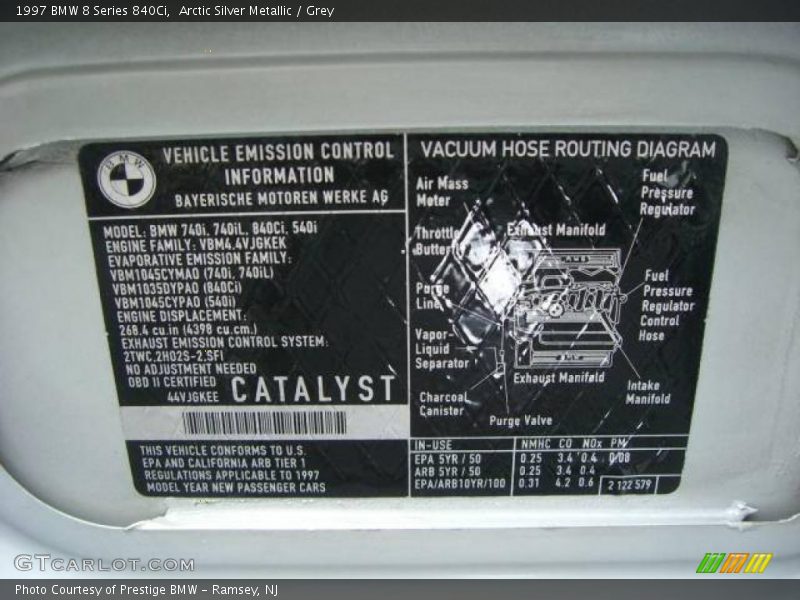 1997 BMW 8 Series 840Ci, Arctic Silver Metallic / Grey
BMW
VEHICLE EMISSION CONTROL
INFORMATION
BAYERISCHE MOTOREN WERKE AG
MODEL: BMW 740i, 740iL, 840Ci, 540i
ENGINE FAMILY: VBM4.4VJGKEK
EVAPORATIVE EMISSION FAMILY:
VBM1045CYMAO (740i, 740iL)
VBM1035DYPAO (840Ci)
VBM1045CYPAO (540i)
ENGINE DISPLACEMENT:
268.4 cu.in (4398 cu.cm.)
EXHAUST EMISSION CONTROL SYSTEM:
2TWC,2HO2S-2,SFI
NO ADJUSTMENT NEEDED
OBD II CERTIFIED
44VJGKEE
CATALYST
THIS VEHICLE CONFORMS TO U.S.
EPA AND CALIFORNIA ARB TIER 1
REGULATIONS APPLICABLE TO 1997
MODEL YEAR NEW PASSENGER CARS
VACUUM HOSE ROUTING DIAGRAM
Air Mass
Meter
Fuel
Pressure
Regulator
Throttle
Butter
Exhaust Manifold
Purge
Line
Fuel
Pressure
Regulator
Control
Hose
Vapor-
Liquid
Separator
Exhaust Manifold
Intake
Manifold
Charcoal
Canister
Purge Valve
IN-USE NMHC CO NOx PM
EPA 5YR / 50 0.25 3.4 0.4 0.08
ARB 5YR / 50 0.25 3.4 0.4
EPA/ARB10YR/100 0.31 4.2 0.6
2 122 579
GTCARLOT.COM
Photo Courtesy of Prestige BMW - Ramsey, NJ